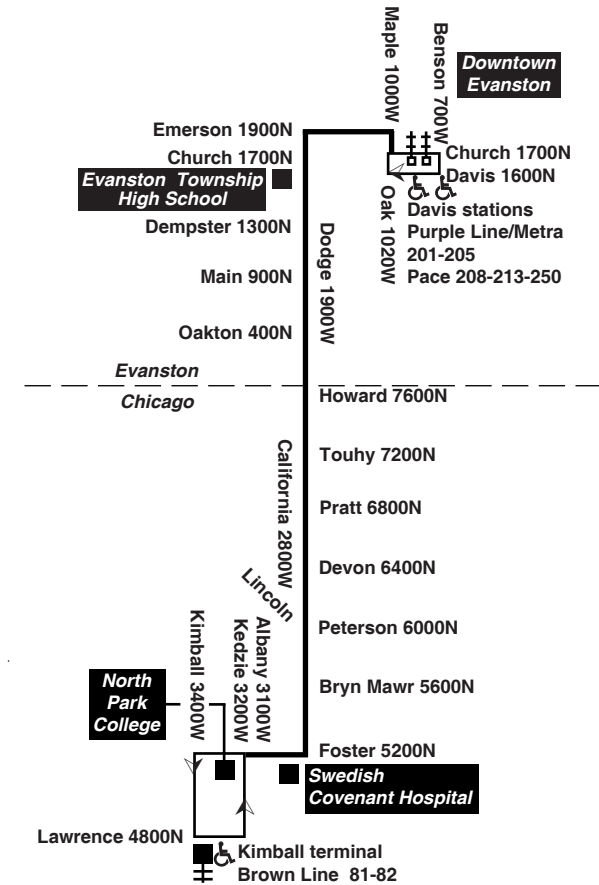 Maple 1000W
Benson 700W
Downtown
Evanston
Emerson 1900N
Church 1700N
Evanston Township
High School
Church 1700N
Davis 1600N
Oak 1020W
Davis stations
Purple Line/Metra
201-205
Pace 208-213-250
Dempster 1300N
Dodge 1900W
Main 900N
Oakton 400N
Evanston
Chicago
Howard 7600N
California 2800W
Touhy 7200N
Pratt 6800N
Devon 6400N
Lincoln
Peterson 6000N
Kimball 3400W
Kedzie 3200W
Albany 3100W
North
Park
College
Bryn Mawr 5600N
Foster 5200N
Swedish
Covenant Hospital
Lawrence 4800N
Kimball terminal
Brown Line 81-82